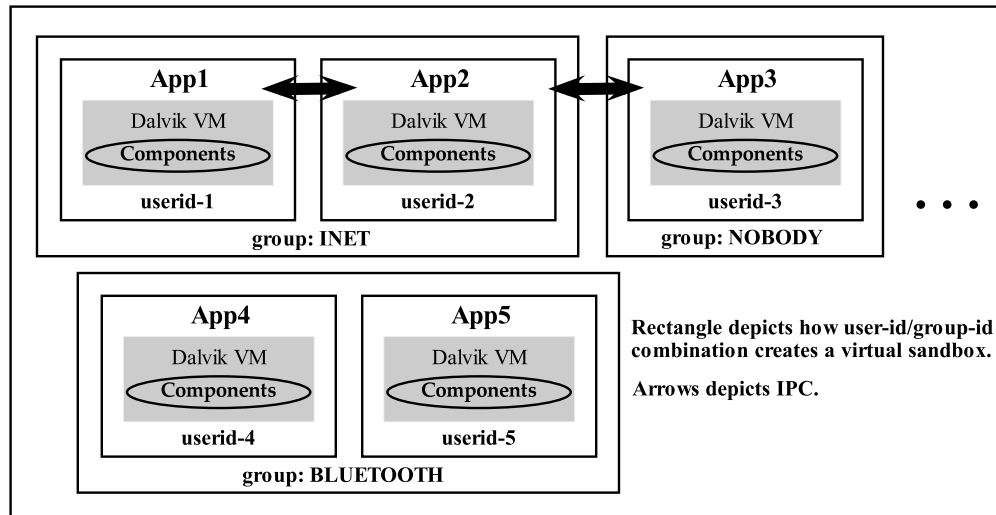 App1
Dalvik VM
Components
userid-1
App2
Dalvik VM
Components
userid-2
group: INET
App3
Dalvik VM
Components
userid-3
group: NOBODY
. . .
App4
Dalvik VM
Components
userid-4
App5
Dalvik VM
Components
userid-5
group: BLUETOOTH
Rectangle depicts how user-id/group-id
combination creates a virtual sandbox.
Arrows depicts IPC.